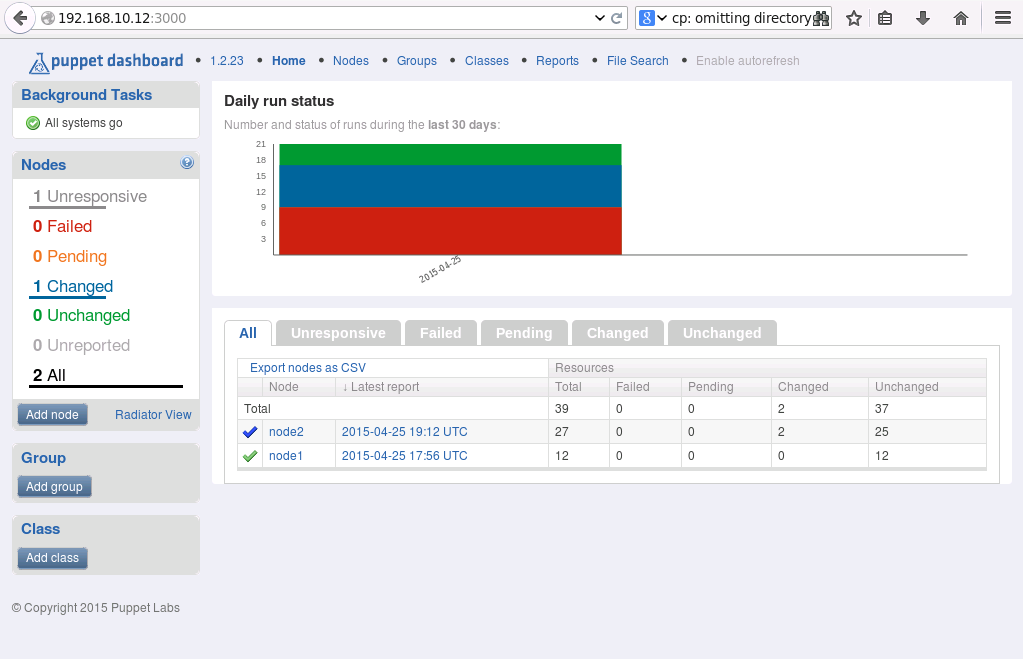 192.168.10.12:3000
cp: omitting directory
puppet dashboard • 1.2.23 • Home • Nodes • Groups • Classes • Reports • File Search • Enable autorefresh
Background Tasks
All systems go
Nodes
1 Unresponsive
0 Failed
0 Pending
1 Changed
0 Unchanged
0 Unreported
2 All
Add node Radiator View
Group
Add group
Class
Add class
© Copyright 2015 Puppet Labs
Daily run status
Number and status of runs during the last 30 days:
21
18
15
12
9
6
3
2015-04-25
All Unresponsive Failed Pending Changed Unchanged
Export nodes as CSV Resources
Node ↓ Latest report Total Failed Pending Changed Unchanged
Total 39 0 0 2 37
node2 2015-04-25 19:12 UTC 27 0 0 2 25
node1 2015-04-25 17:56 UTC 12 0 0 0 12